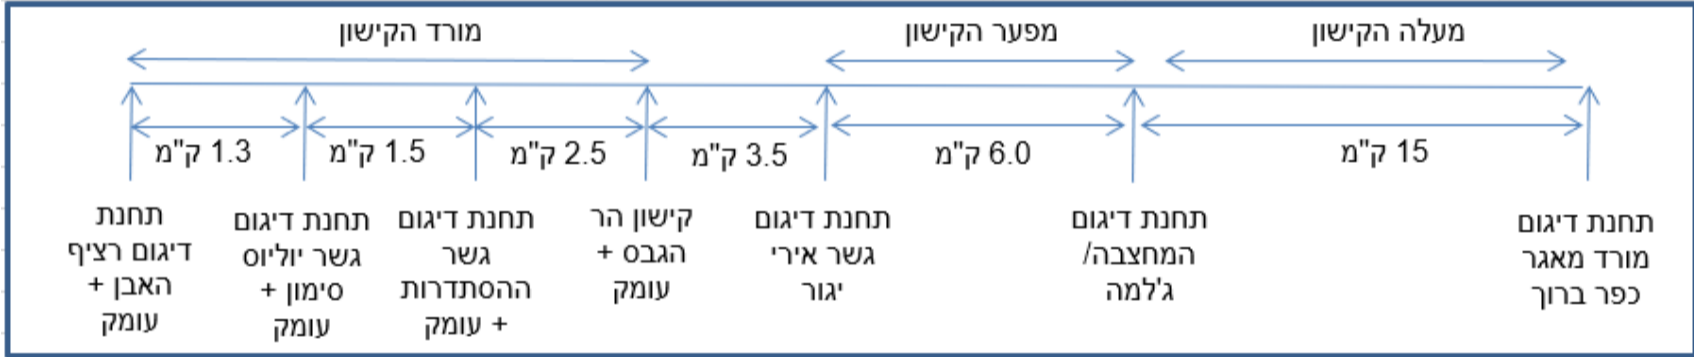 מעלה הקישון
מפער הקישון
מורד הקישון
15 ק"מ
6.0 ק"מ
3.5 ק"מ
2.5 ק"מ
1.5 ק"מ
1.3 ק"מ
תחנת דיגום
מורד מאגר
כפר ברוך
תחנת דיגום
המחצבה/
ג'למה
תחנת דיגום
גשר אירי
יגור
קישון הר
הגבס +
עומק
תחנת דיגום
גשר
ההסתדרות
+ עומק
תחנת דיגום
גשר יוליוס
סימון +
עומק
תחנת
דיגום רציף
האבן +
עומק